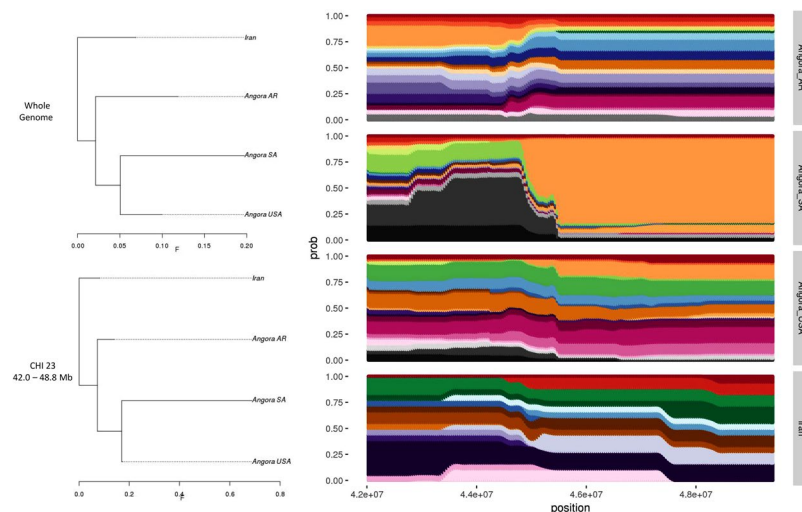 Whole
Genome
Iran
Angora AR
Angora SA
Angora USA
0.00
0.05
0.10
0.15
0.20
F
CHI 23
42.0 – 48.8 Mb
Iran
Angora AR
Angora SA
Angora USA
0.0
0.2
0.4
0.6
0.8
F
prob
1.00
0.75
0.50
0.25
0.00
Angora_AR
1.00
0.75
0.50
0.25
0.00
Angora_SA
1.00
0.75
0.50
0.25
0.00
Angora_USA
1.00
0.75
0.50
0.25
0.00
Iran
4.2e+07
4.4e+07
4.6e+07
4.8e+07
position